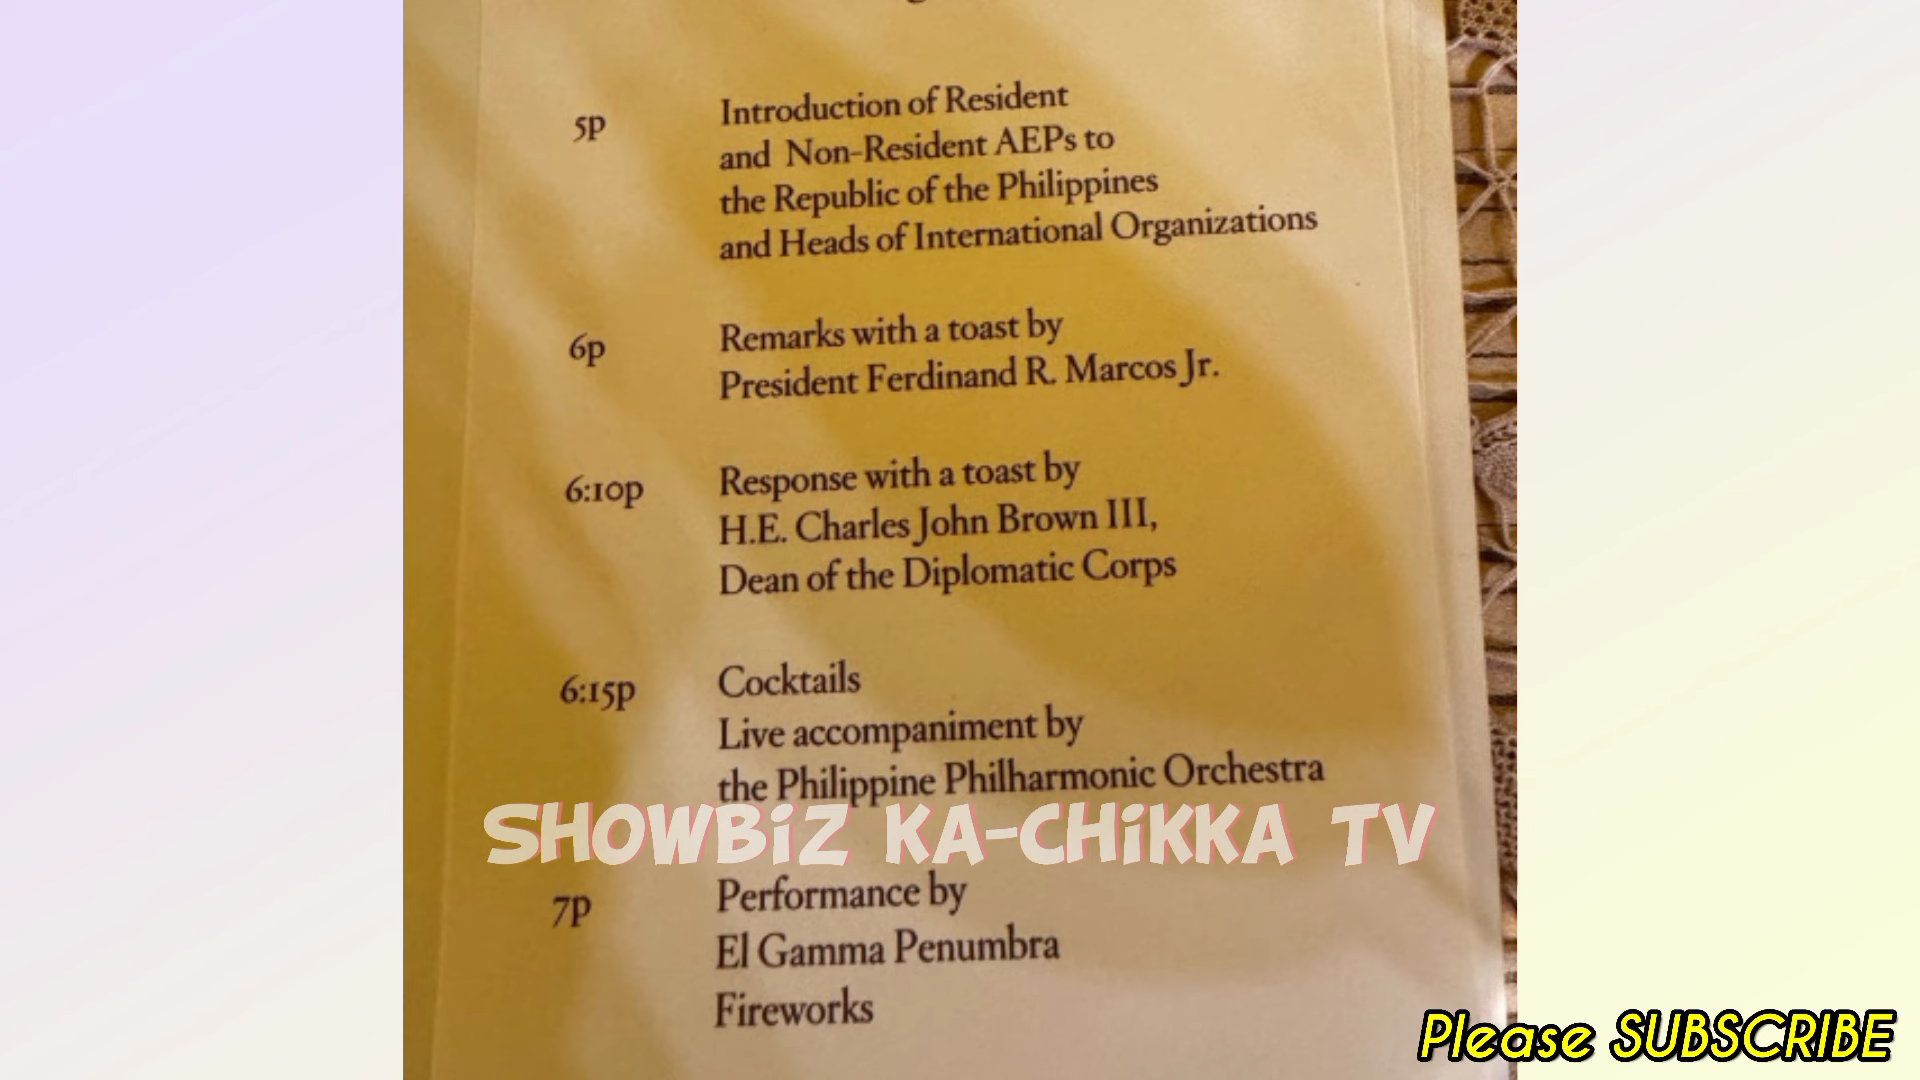 5p
Introduction of Resident
and Non-Resident AEPs to
the Republic of the Philippines
and Heads of International Organizations
6p
Remarks with a toast by
President Ferdinand R. Marcos Jr.
6:10p
Response with a toast by
H.E. Charles John Brown III,
Dean of the Diplomatic Corps
6:15p
Cocktails
Live accompaniment by
the Philippine Philharmonic Orchestra
SHOWBiZ KA-CHiKKA TV
7p
Performance by
El Gamma Penumbra
Fireworks
Please SUBSCRIBE